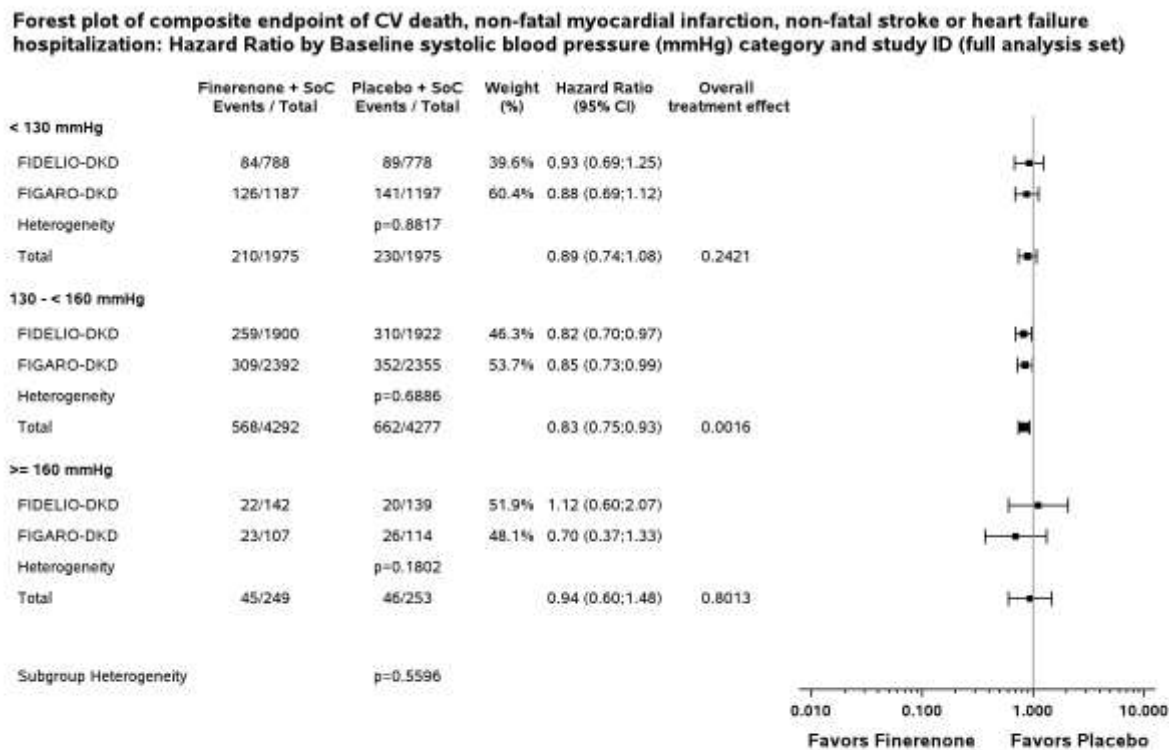 Forest plot of composite endpoint of CV death, non-fatal myocardial infarction, non-fatal stroke or heart failure
hospitalization: Hazard Ratio by Baseline systolic blood pressure (mmHg) category and study ID (full analysis set)
Finerenone + SoC Placebo + SoC Weight Hazard Ratio Overall
Events / Total Events / Total (%) (95% CI) treatment effect
< 130 mmHg
FIDELIO-DKD 84/788 89/778 39.6% 0.93 (0.69;1.25)
FIGARO-DKD 126/1187 141/1197 60.4% 0.88 (0.69;1.12)
Heterogeneity p=0.8817
Total 210/1975 230/1975 0.89 (0.74;1.08) 0.2421
130 - < 160 mmHg
FIDELIO-DKD 259/1900 310/1922 46.3% 0.82 (0.70;0.97)
FIGARO-DKD 309/2392 352/2355 53.7% 0.85 (0.73;0.99)
Heterogeneity p=0.6886
Total 568/4292 662/4277 0.83 (0.75;0.93) 0.0016
>= 160 mmHg
FIDELIO-DKD 22/142 20/139 51.9% 1.12 (0.60;2.07)
FIGARO-DKD 23/107 26/114 48.1% 0.70 (0.37;1.33)
Heterogeneity p=0.1802
Total 45/249 46/253 0.94 (0.60;1.48) 0.8013
Subgroup Heterogeneity p=0.5596
0.010 0.100 1.000 10.000
Favors Finerenone Favors Placebo